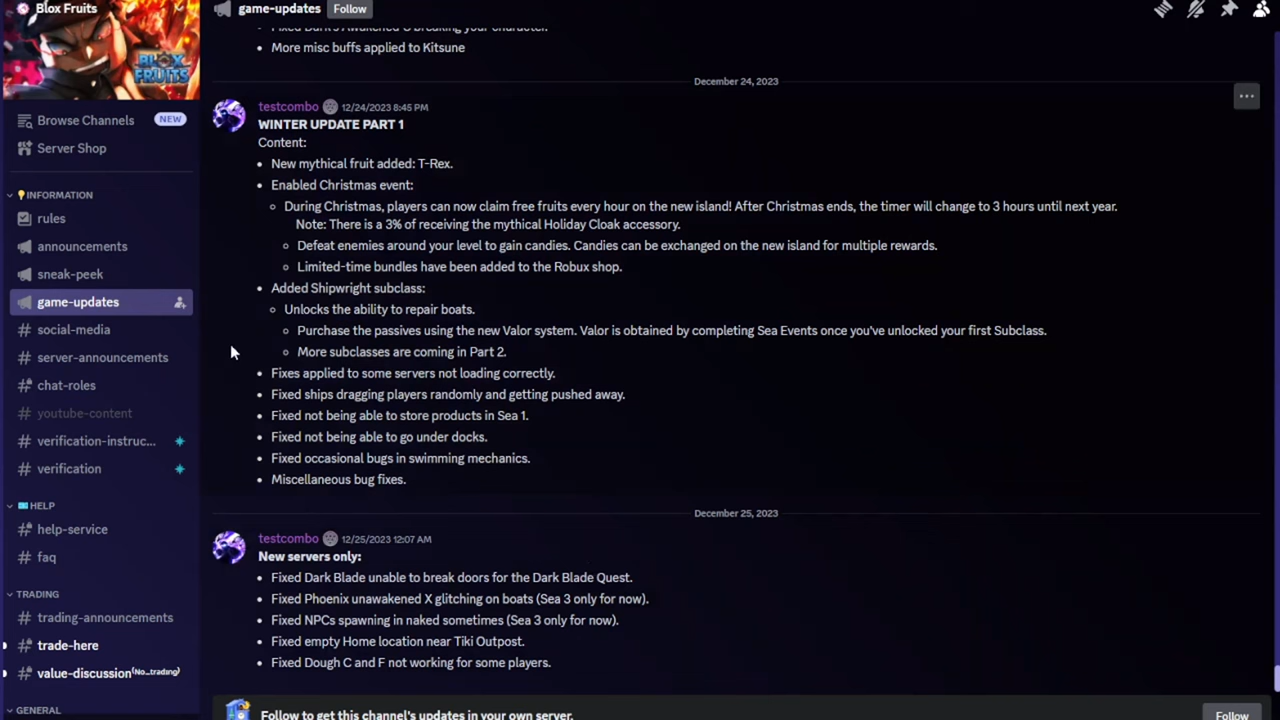 Blox Fruits
BLOX
FRUITS
Browse Channels NEW
Server Shop
INFORMATION
rules
announcements
sneak-peek
game-updates
social-media
server-announcements
chat-roles
youtube-content
verification-instruc...
verification
HELP
help-service
faq
TRADING
trading-announcements
trade-here
value-discussion(No_trading)
GENERAL
game-updates Follow
• More misc buffs applied to Kitsune
December 24, 2023
testcombo 12/24/2023 8:45 PM
WINTER UPDATE PART 1
Content:
• New mythical fruit added: T-Rex.
• Enabled Christmas event:
◦ During Christmas, players can now claim free fruits every hour on the new island! After Christmas ends, the timer will change to 3 hours until next year.
Note: There is a 3% of receiving the mythical Holiday Cloak accessory.
◦ Defeat enemies around your level to gain candies. Candies can be exchanged on the new island for multiple rewards.
◦ Limited-time bundles have been added to the Robux shop.
• Added Shipwright subclass:
◦ Unlocks the ability to repair boats.
◦ Purchase the passives using the new Valor system. Valor is obtained by completing Sea Events once you've unlocked your first Subclass.
◦ More subclasses are coming in Part 2.
• Fixes applied to some servers not loading correctly.
• Fixed ships dragging players randomly and getting pushed away.
• Fixed not being able to store products in Sea 1.
• Fixed not being able to go under docks.
• Fixed occasional bugs in swimming mechanics.
• Miscellaneous bug fixes.
December 25, 2023
testcombo 12/25/2023 12:07 AM
New servers only:
• Fixed Dark Blade unable to break doors for the Dark Blade Quest.
• Fixed Phoenix unawakened X glitching on boats (Sea 3 only for now).
• Fixed NPCs spawning in naked sometimes (Sea 3 only for now).
• Fixed empty Home location near Tiki Outpost.
• Fixed Dough C and F not working for some players.
Follow to get this channel's updates in your own server. Follow